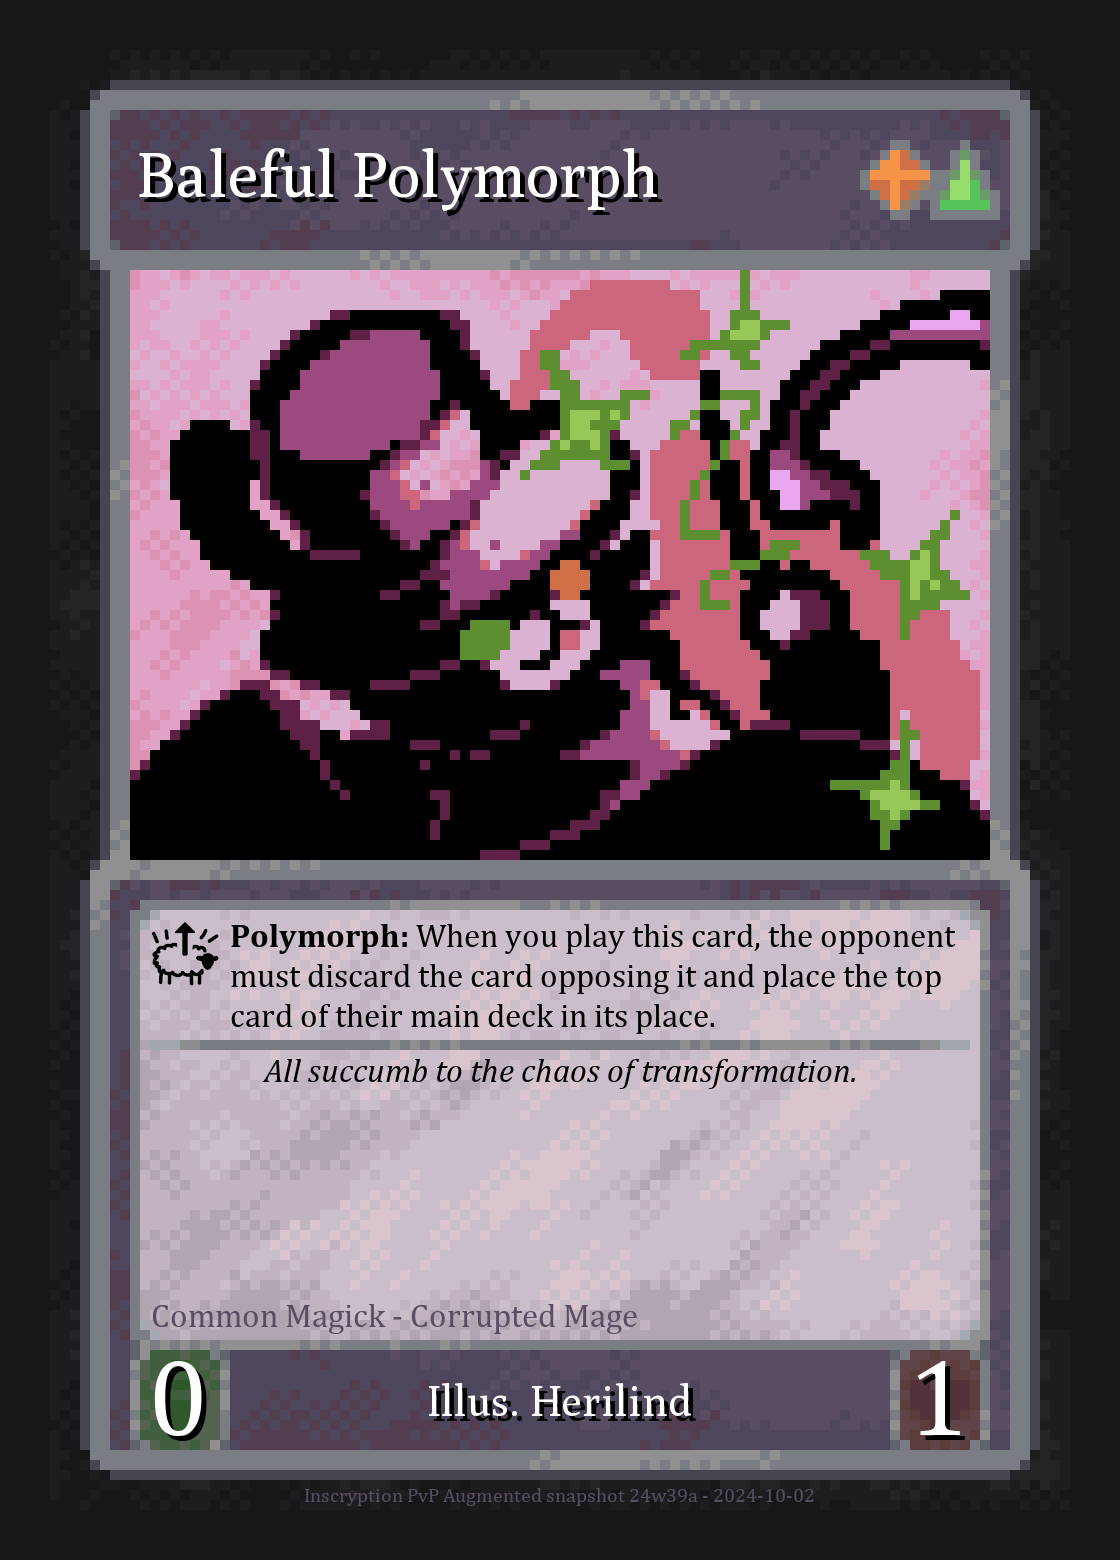 Baleful Polymorph
Polymorph: When you play this card, the opponent
must discard the card opposing it and place the top
card of their main deck in its place.
All succumb to the chaos of transformation.
Common Magick - Corrupted Mage
0
Illus. Herilind
1
Inscryption PvP Augmented snapshot 24w39a - 2024-10-02